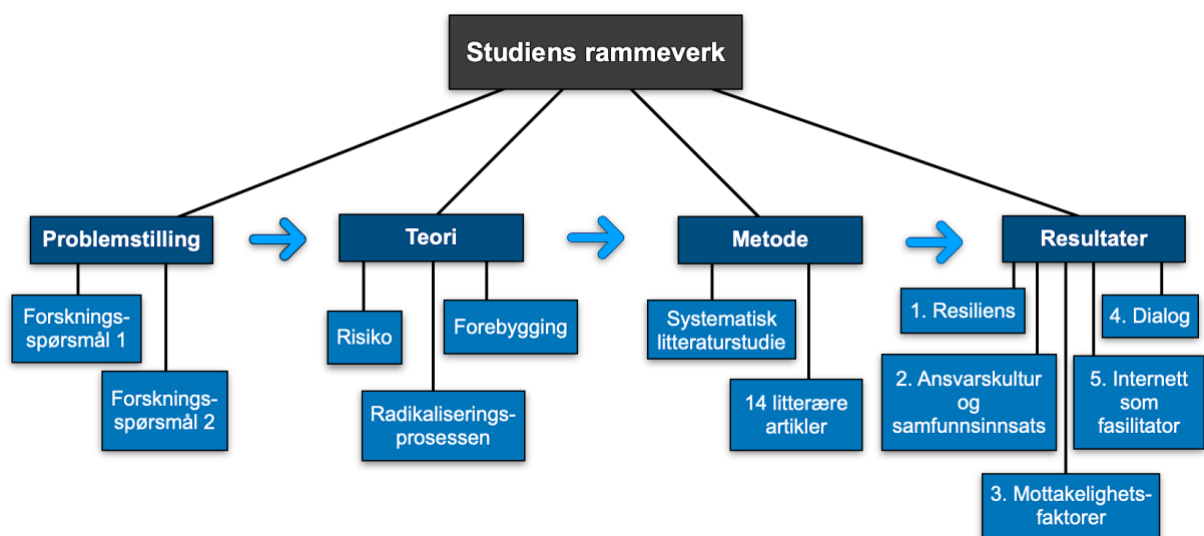 Studiens rammeverk
Problemstilling
Forsknings-
spørsmål 1
Forsknings-
spørsmål 2
Teori
Risiko
Radikaliserings-
prosessen
Forebygging
Metode
Systematisk
litteraturstudie
14 litterære
artikler
Resultater
1. Resiliens
2. Ansvarskultur
og
samfunnsinnsats
3. Mottakelighets-
faktorer
4. Dialog
5. Internett
som
fasilitator